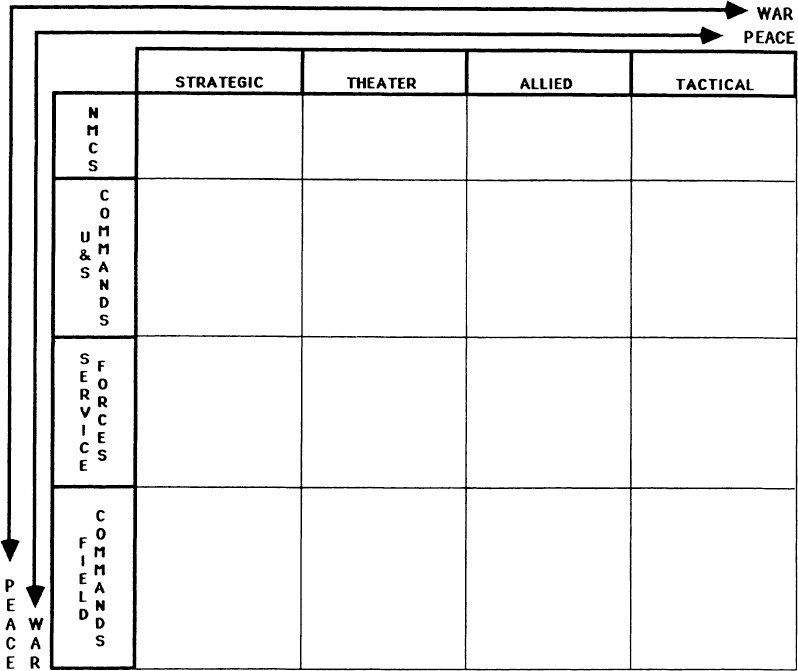 WAR
PEACE
STRATEGIC THEATER ALLIED TACTICAL
NMCS
U&S COMMANDS
SERVICE FORCES
FIELD COMMANDS
PEACE
WAR